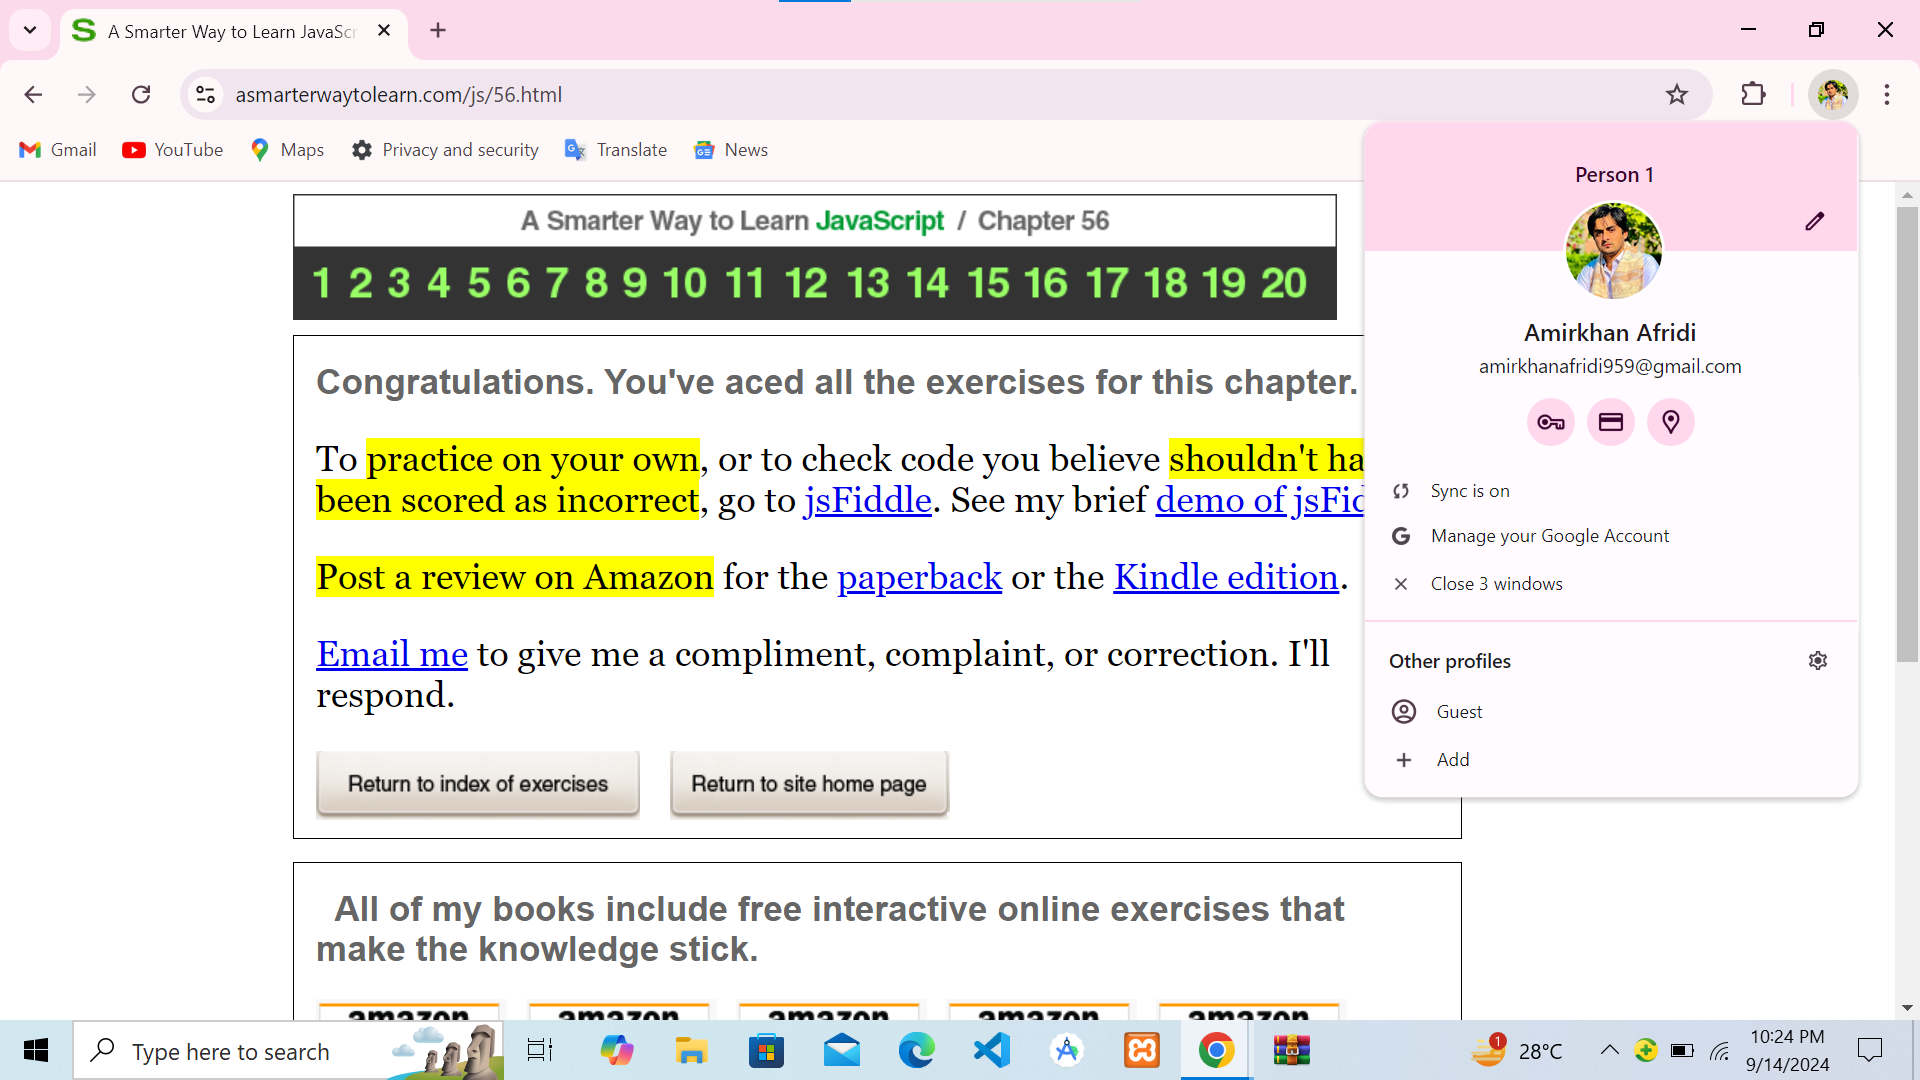 A Smarter Way to Learn JavaScr
asmarterwaytolearn.com/js/56.html
Gmail YouTube Maps Privacy and security Translate News
A Smarter Way to Learn JavaScript / Chapter 56
1 2 3 4 5 6 7 8 9 10 11 12 13 14 15 16 17 18 19 20
Congratulations. You've aced all the exercises for this chapter.
To practice on your own, or to check code you believe shouldn't ha
been scored as incorrect, go to jsFiddle. See my brief demo of jsFid
Post a review on Amazon for the paperback or the Kindle edition.
Email me to give me a compliment, complaint, or correction. I'll
respond.
Return to index of exercises Return to site home page
All of my books include free interactive online exercises that
make the knowledge stick.
amazon amazon amazon amazon amazon
Person 1
Amirkhan Afridi
amirkhanafridi959@gmail.com
Sync is on
Manage your Google Account
Close 3 windows
Other profiles
Guest
Add
Type here to search
1
28°C
10:24 PM
9/14/2024